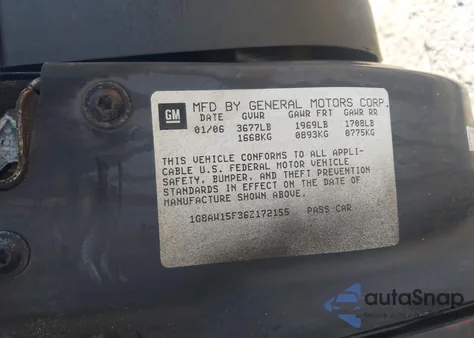 GM MFD BY GENERAL MOTORS CORP.
DATE GVWR GAWR FRT GAWR RR
01/06 3677LB 1969LB 1708LB
1668KG 0893KG 0775KG
THIS VEHICLE CONFORMS TO ALL APPLI-
CABLE U.S. FEDERAL MOTOR VEHICLE
SAFETY, BUMPER, AND THEFT PREVENTION
STANDARDS IN EFFECT ON THE DATE OF
MANUFACTURE SHOWN ABOVE.
1G8AW15F36Z172155 PASS CAR
autoSnap